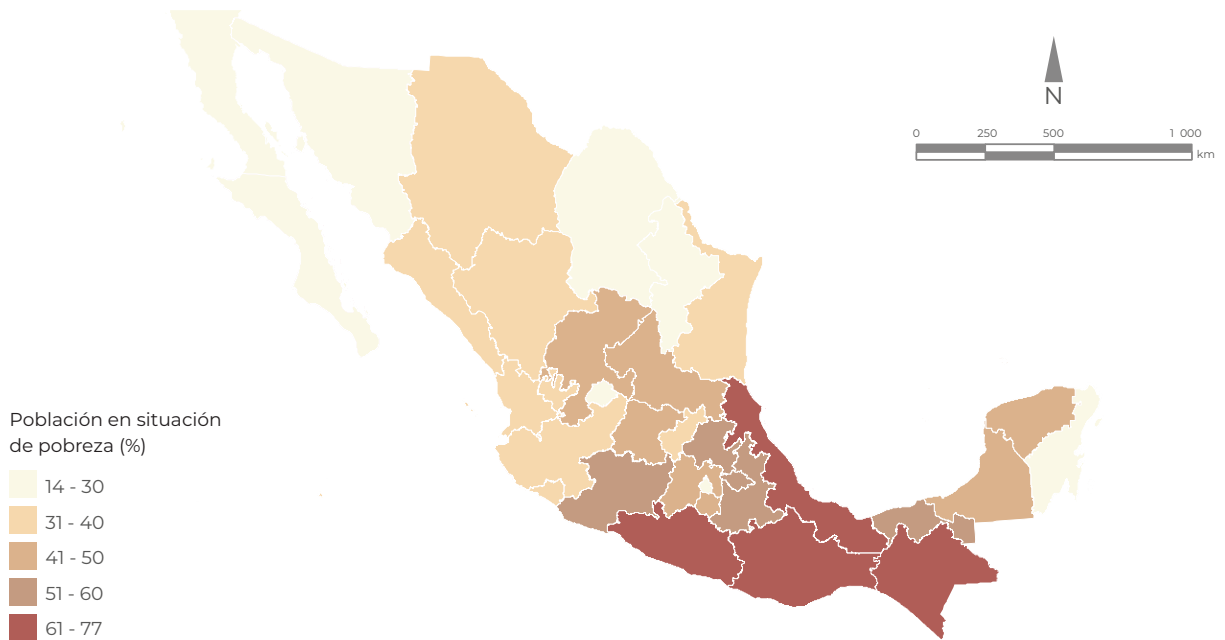 N
0 250 500 1 000
km
Población en situación
de pobreza (%)
14 - 30
31 - 40
41 - 50
51 - 60
61 - 77